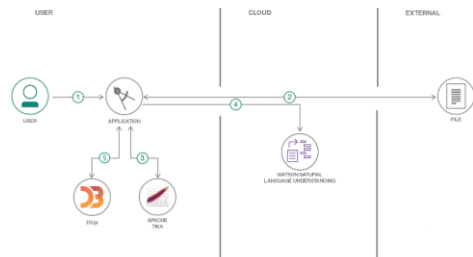 USER
CLOUD
EXTERNAL
1
2
4
USER
APPLICATION
FILE
5
3
WATSON NATURAL
LANGUAGE UNDERSTANDING
D3.js
APACHE
TIKA